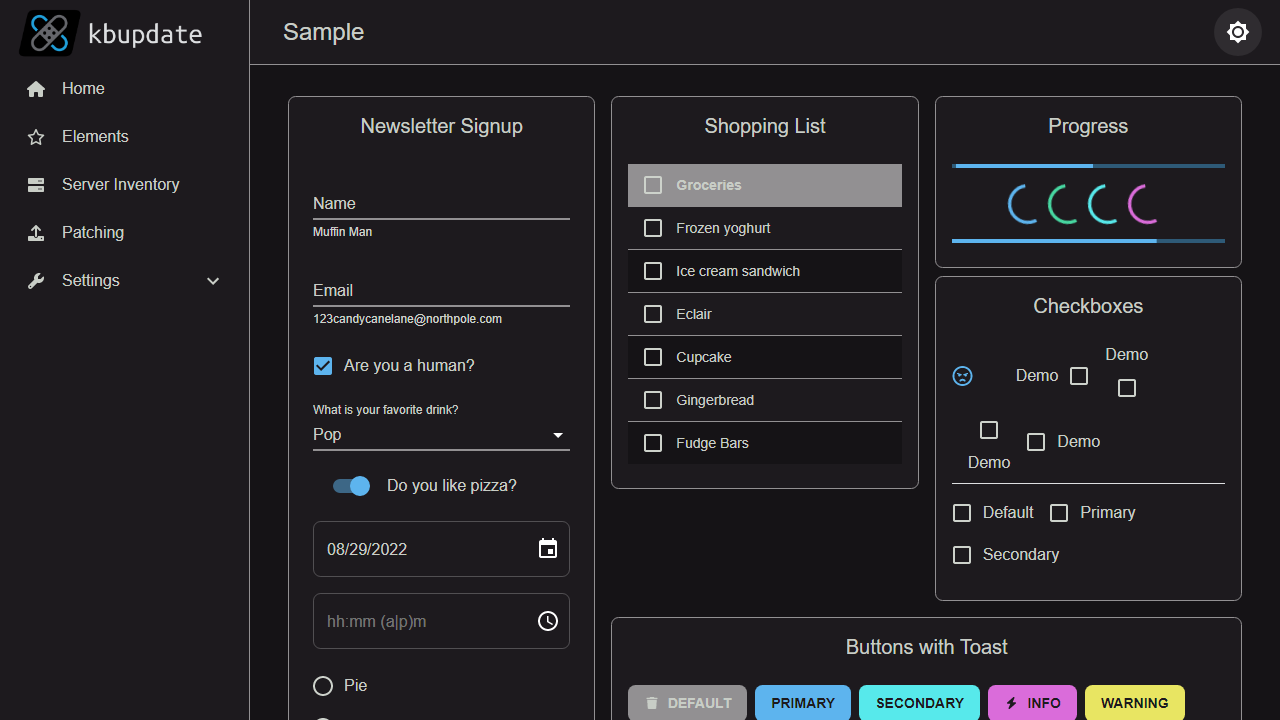 kbupdate
Sample
Home
Elements
Server Inventory
Patching
Settings
Newsletter Signup
Name
Muffin Man
Email
123candycanelane@northpole.com
Are you a human?
What is your favorite drink?
Pop
Do you like pizza?
08/29/2022
hh:mm (a|p)m
Pie
Shopping List
Groceries
Frozen yoghurt
Ice cream sandwich
Eclair
Cupcake
Gingerbread
Fudge Bars
Progress
Checkboxes
Demo
Demo
Demo
Demo
Default Primary
Secondary
Buttons with Toast
DEFAULT PRIMARY SECONDARY INFO WARNING